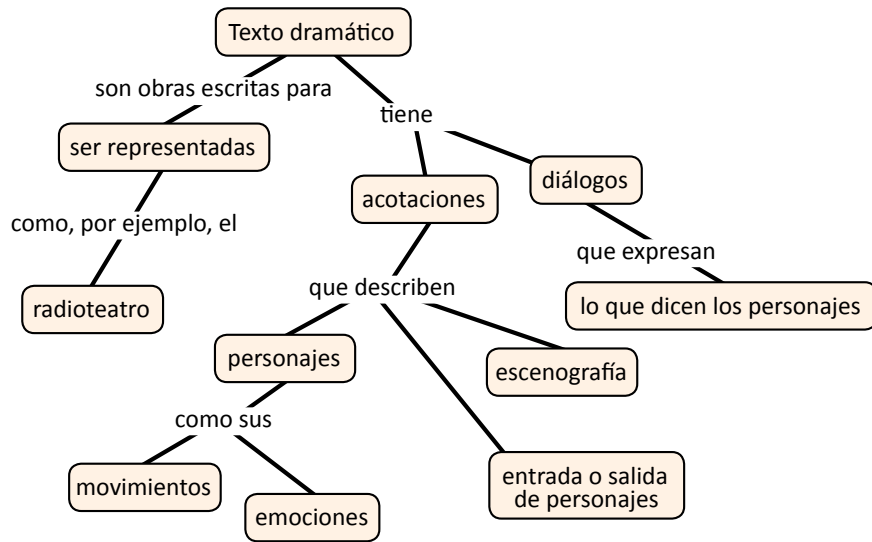 Texto dramático
son obras escritas para
tiene
ser representadas
diálogos
acotaciones
como, por ejemplo, el
que expresan
que describen
radioteatro
lo que dicen los personajes
personajes
escenografía
como sus
movimientos
entrada o salida
de personajes
emociones